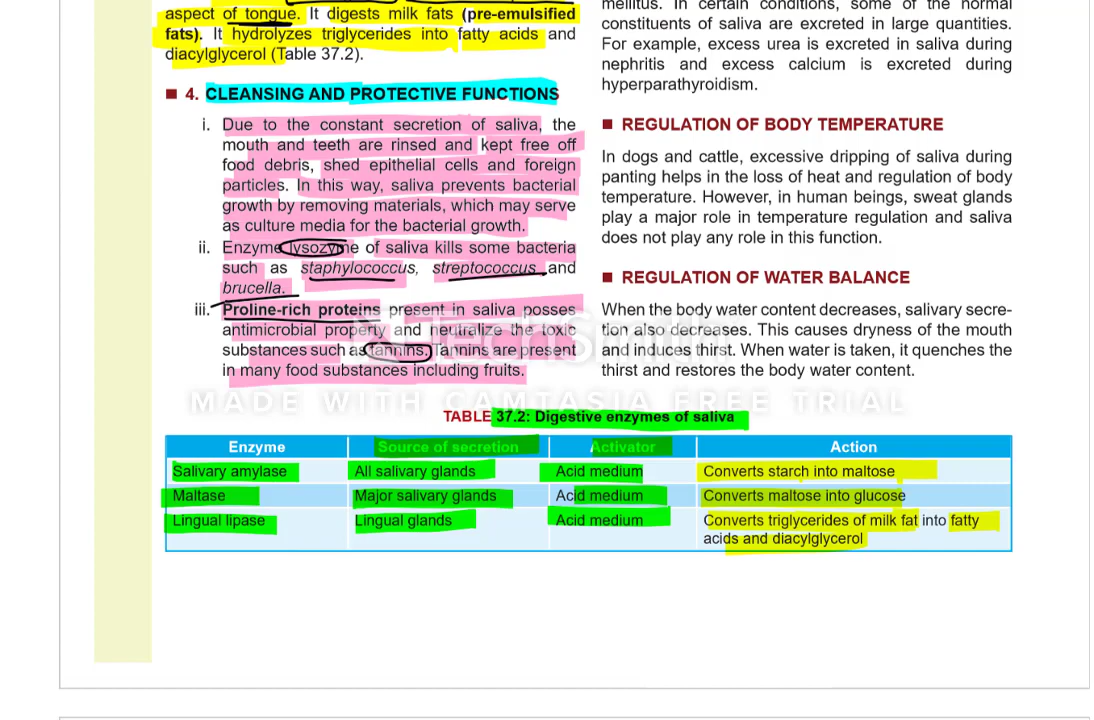 aspect of tongue. It digests milk fats (pre-emulsified
fats). It hydrolyzes triglycerides into fatty acids and
diacylglycerol (Table 37.2).
■ 4. CLEANSING AND PROTECTIVE FUNCTIONS
i. Due to the constant secretion of saliva, the
mouth and teeth are rinsed and kept free off
food debris, shed epithelial cells and foreign
particles. In this way, saliva prevents bacterial
growth by removing materials, which may serve
as culture media for the bacterial growth.
ii. Enzyme lysozyme of saliva kills some bacteria
such as staphylococcus, streptococcus and
brucella.
iii. Proline-rich proteins present in saliva posses
antimicrobial property and neutralize the toxic
substances such as tannins. Tannins are present
in many food substances including fruits.
mellitus. In certain conditions, some of the normal
constituents of saliva are excreted in large quantities.
For example, excess urea is excreted in saliva during
nephritis and excess calcium is excreted during
hyperparathyroidism.
■ REGULATION OF BODY TEMPERATURE
In dogs and cattle, excessive dripping of saliva during
panting helps in the loss of heat and regulation of body
temperature. However, in human beings, sweat glands
play a major role in temperature regulation and saliva
does not play any role in this function.
■ REGULATION OF WATER BALANCE
When the body water content decreases, salivary secre-
tion also decreases. This causes dryness of the mouth
and induces thirst. When water is taken, it quenches the
thirst and restores the body water content.
TechSmith
MADE WITH CAMTASIA FREE TRIAL
TABLE 37.2: Digestive enzymes of saliva
Enzyme Source of secretion Activator Action
Salivary amylase All salivary glands Acid medium Converts starch into maltose
Maltase Major salivary glands Acid medium Converts maltose into glucose
Lingual lipase Lingual glands Acid medium Converts triglycerides of milk fat into fatty
acids and diacylglycerol